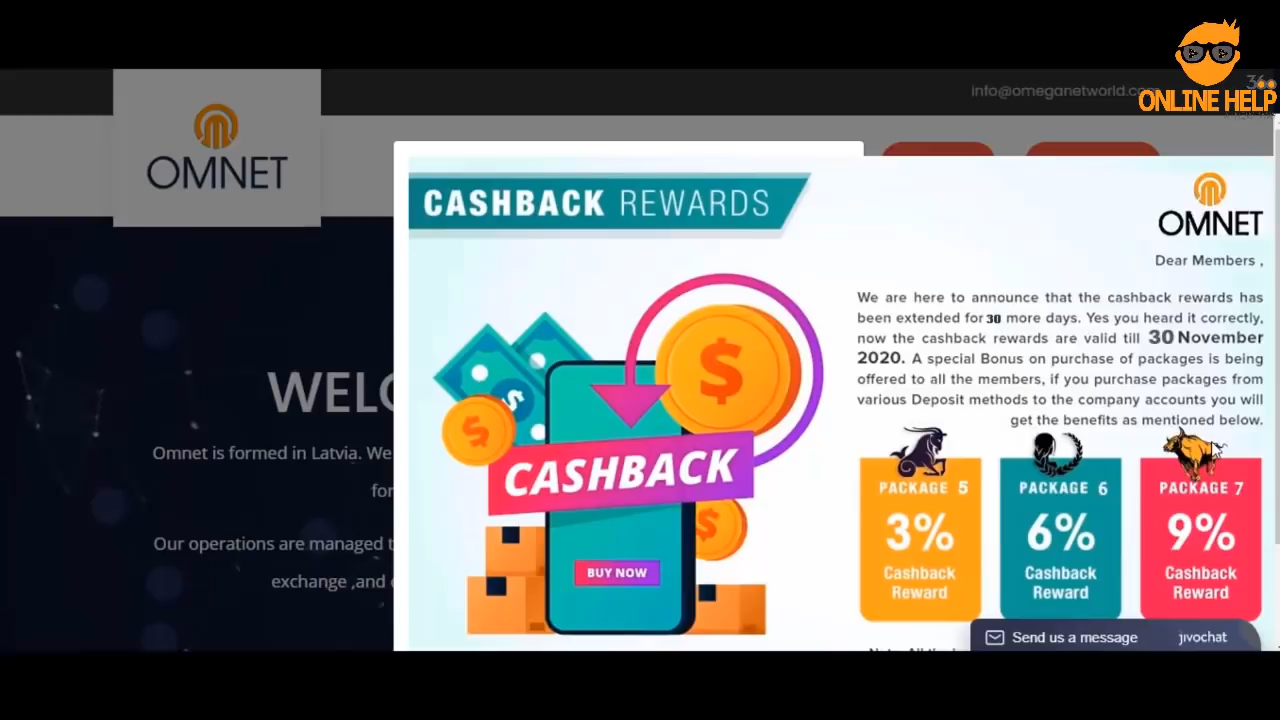 ONLINE HELP
info@omeganetworld.c
OMNET
CASHBACK REWARDS
OMNET
Dear Members ,
We are here to announce that the cashback rewards has
been extended for 30 more days. Yes you heard it correctly,
now the cashback rewards are valid till 30 November
2020. A special Bonus on purchase of packages is being
offered to all the members, if you purchase packages from
various Deposit methods to the company accounts you will
get the benefits as mentioned below.
WELC
Omnet is formed in Latvia. We
for
Our operations are managed t
exchange ,and
CASHBACK
BUY NOW
PACKAGE 5
3%
Cashback
Reward
PACKAGE 6
6%
Cashback
Reward
PACKAGE 7
9%
Cashback
Reward
Send us a message jivochat